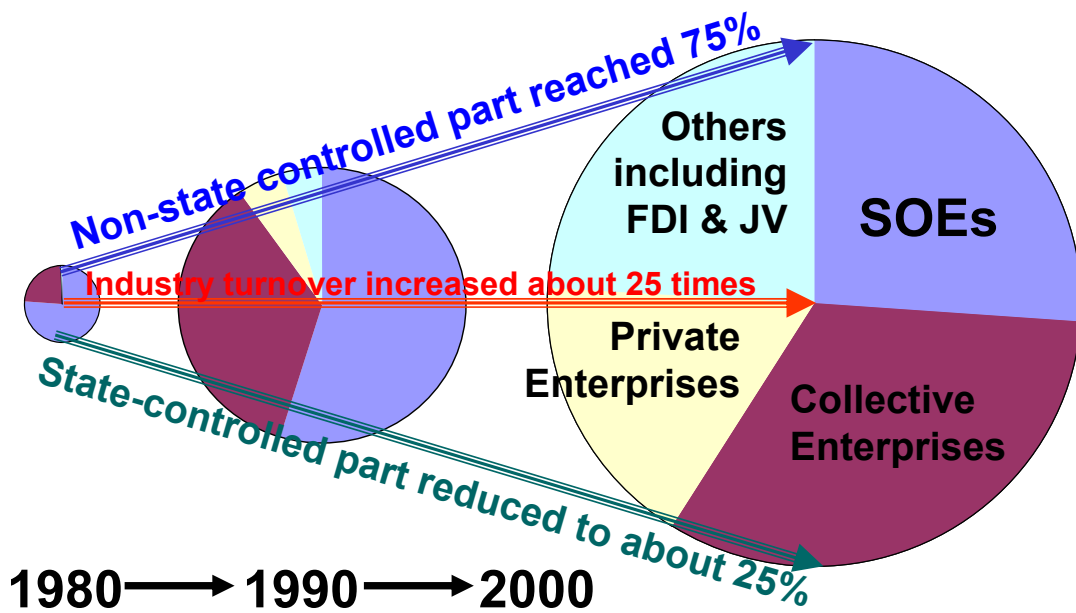 Non-state controlled part reached 75%
Others
including
FDI & JV
SOEs
Industry turnover increased about 25 times
Private
Enterprises
Collective
Enterprises
State-controlled part reduced to about 25%
1980 1990 2000